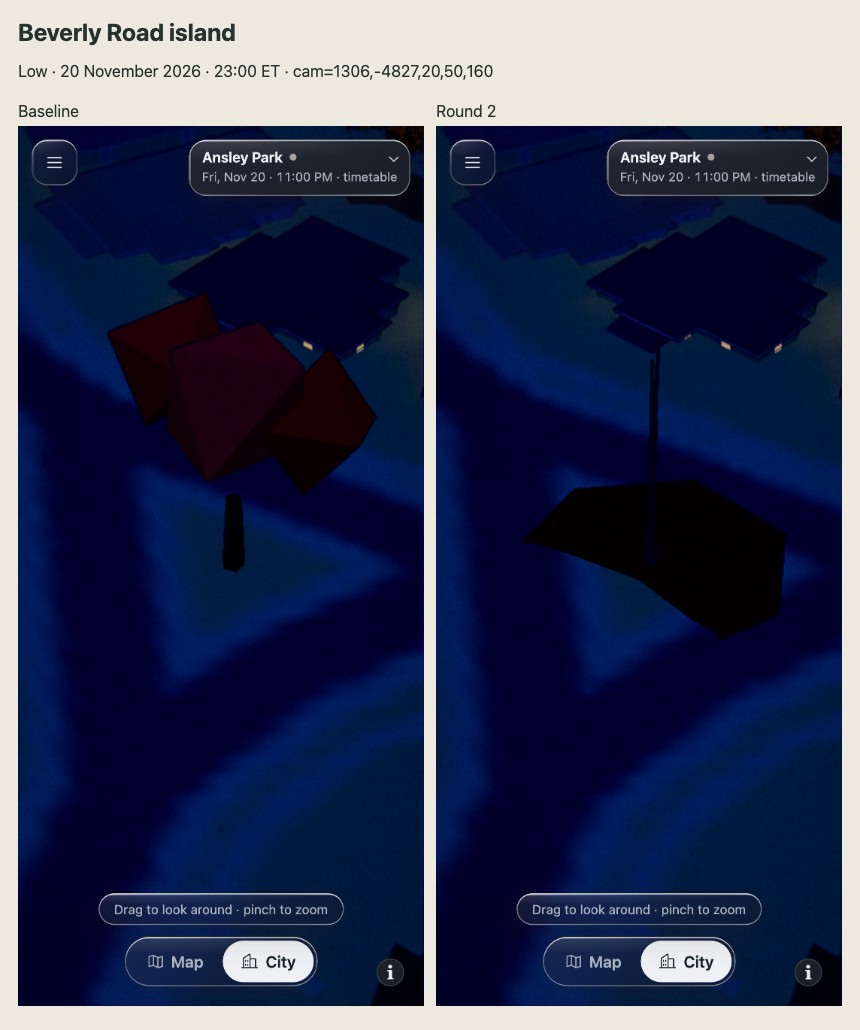 Beverly Road island
Low · 20 November 2026 · 23:00 ET · cam=1306,-4827,20,50,160
Baseline
Ansley Park
Fri, Nov 20 · 11:00 PM · timetable
Drag to look around · pinch to zoom
Map
City
i
Round 2
Ansley Park
Fri, Nov 20 · 11:00 PM · timetable
Drag to look around · pinch to zoom
Map
City
i